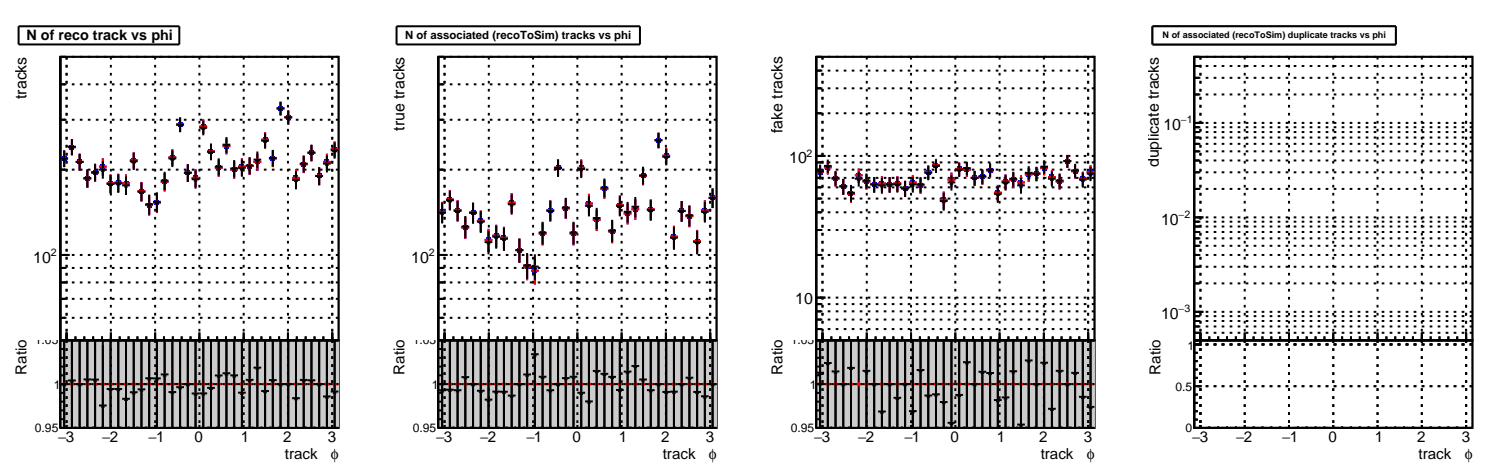 N of reco track vs phi
tracks
10²
Ratio
1.05
1
0.95
−3 −2 −1 0 1 2 3
track ϕ
N of associated (recoToSim) tracks vs phi
true tracks
10²
Ratio
1.05
1
0.95
−3 −2 −1 0 1 2 3
track ϕ
fake tracks
10²
10
Ratio
1.05
1
0.95
−3 −2 −1 0 1 2 3
track ϕ
N of associated (recoToSim) duplicate tracks vs phi
duplicate tracks
10⁻¹
10⁻²
10⁻³
Ratio
1
0.5
0
−3 −2 −1 0 1 2 3
track ϕ